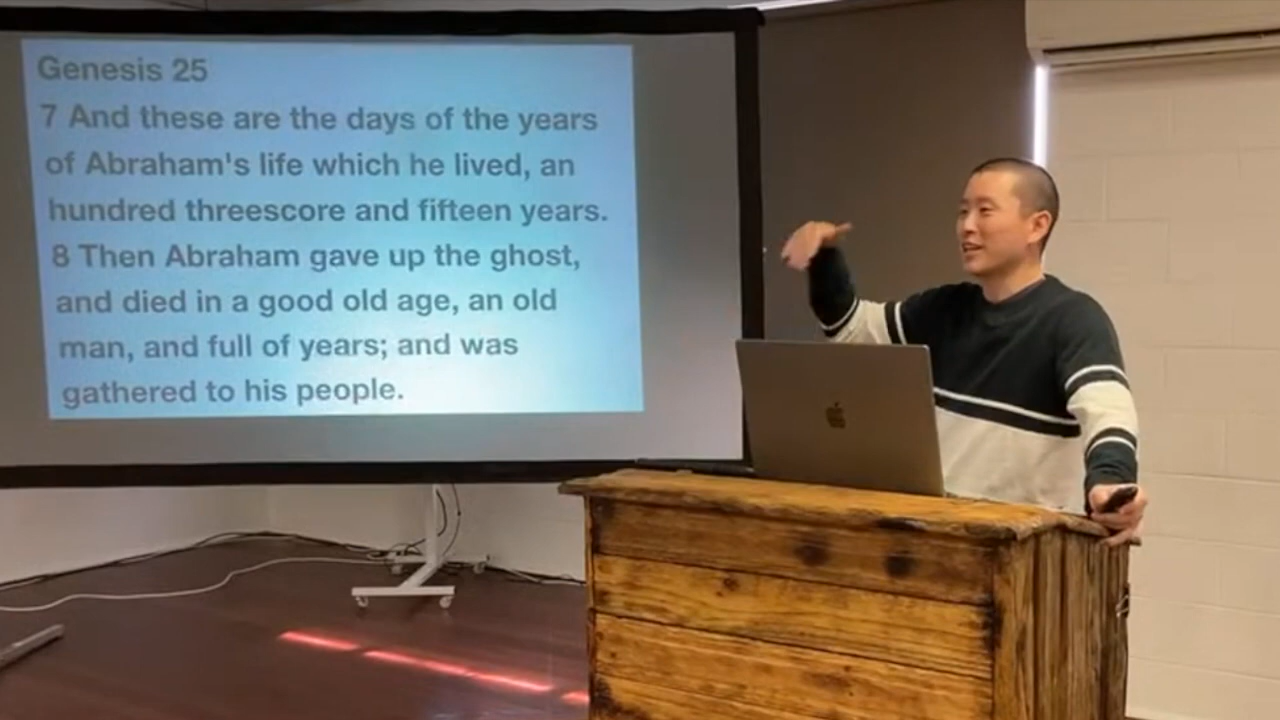 Genesis 25
7 And these are the days of the years
of Abraham's life which he lived, an
hundred threescore and fifteen years.
8 Then Abraham gave up the ghost,
and died in a good old age, an old
man, and full of years; and was
gathered to his people.